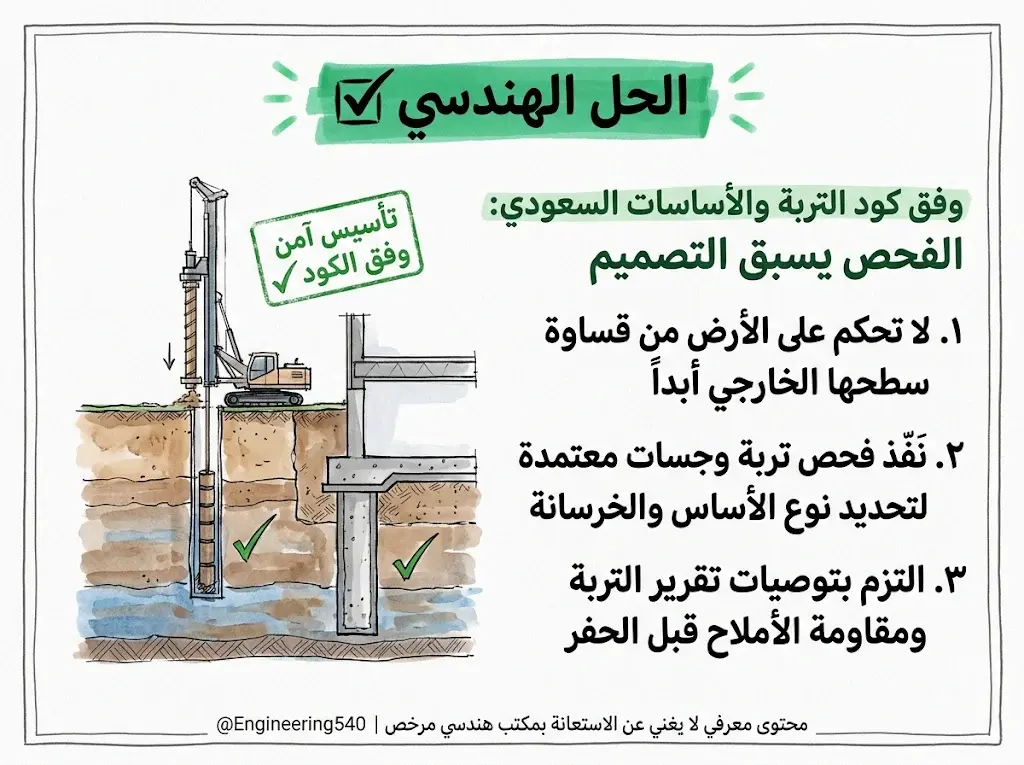 الحل الهندسي ☑
تأسيس آمن
وفق الكود ✓
وفق كود التربة والأساسات السعودي:
الفحص يسبق التصميم
١. لا تحكم على الأرض من قساوة
سطحها الخارجي أبداً
٢. نَفّذ فحص تربة وجسات معتمدة
لتحديد نوع الأساس والخرسانة
٣. التزم بتوصيات تقرير التربة
ومقاومة الأملاح قبل الحفر
محتوى معرفي لا يغني عن الاستعانة بمكتب هندسي مرخص | @Engineering540